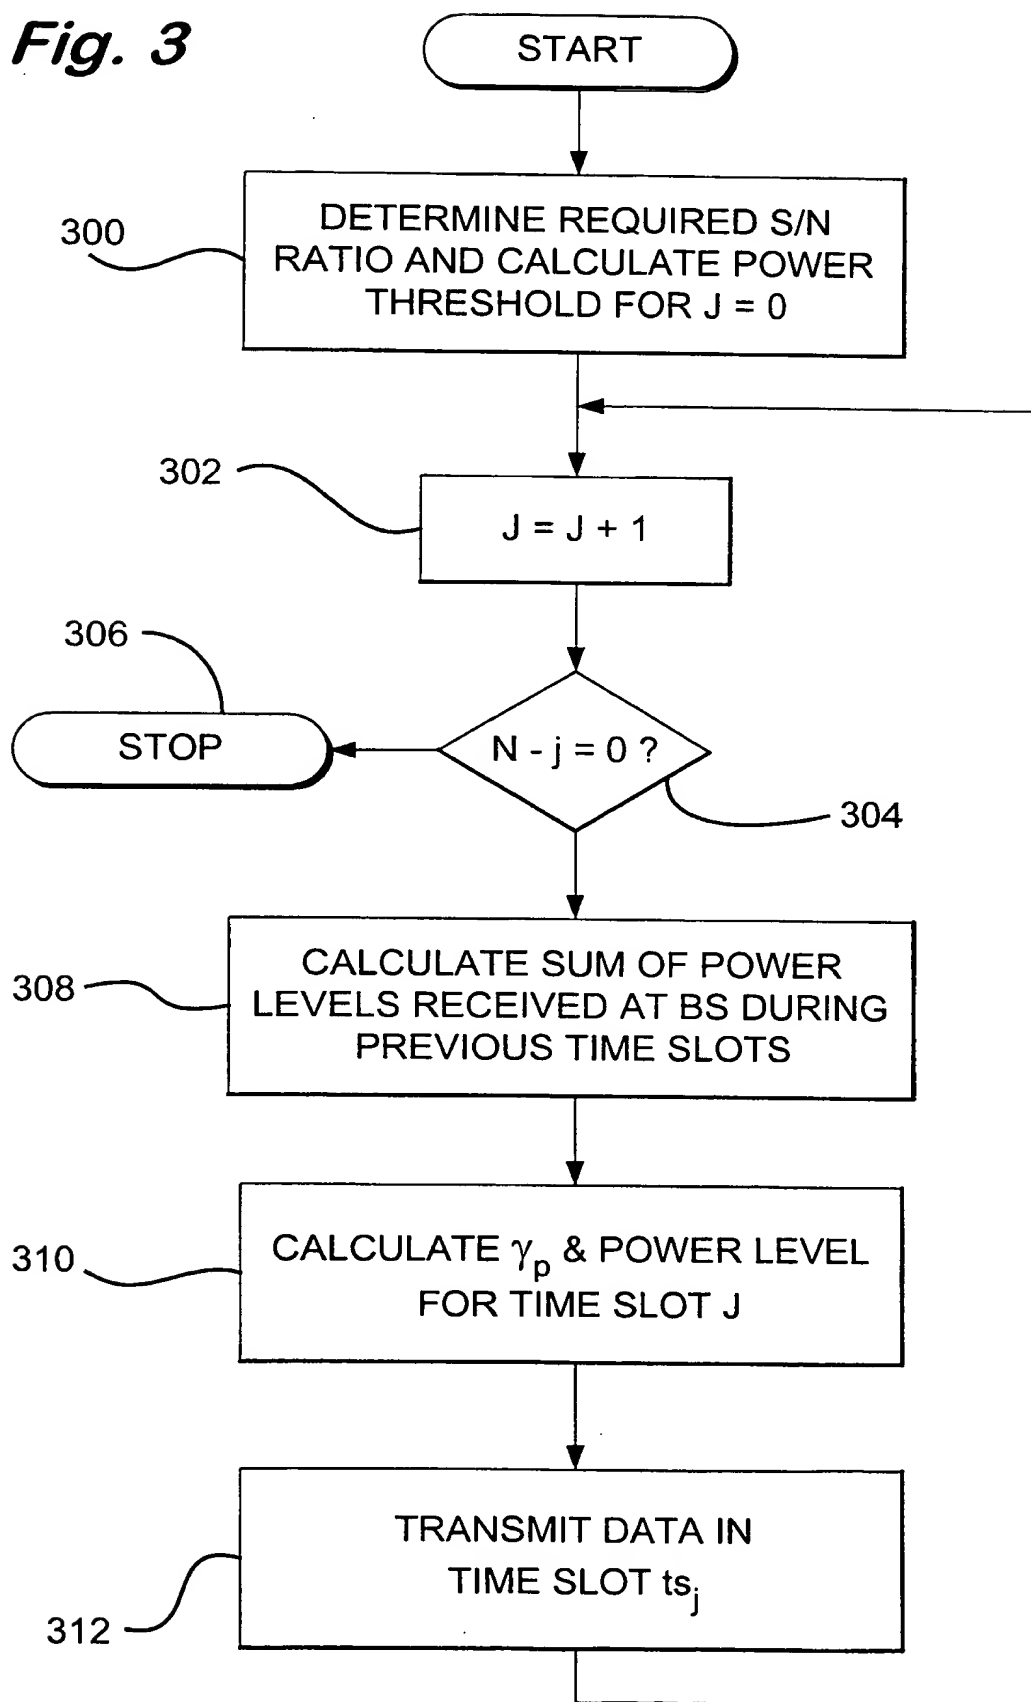 Fig. 3
START
300
DETERMINE REQUIRED S/N
RATIO AND CALCULATE POWER
THRESHOLD FOR J = 0
302
J = J + 1
306
STOP
N - j = 0 ?
304
308
CALCULATE SUM OF POWER
LEVELS RECEIVED AT BS DURING
PREVIOUS TIME SLOTS
310
CALCULATE γp & POWER LEVEL
FOR TIME SLOT J
312
TRANSMIT DATA IN
TIME SLOT tsj